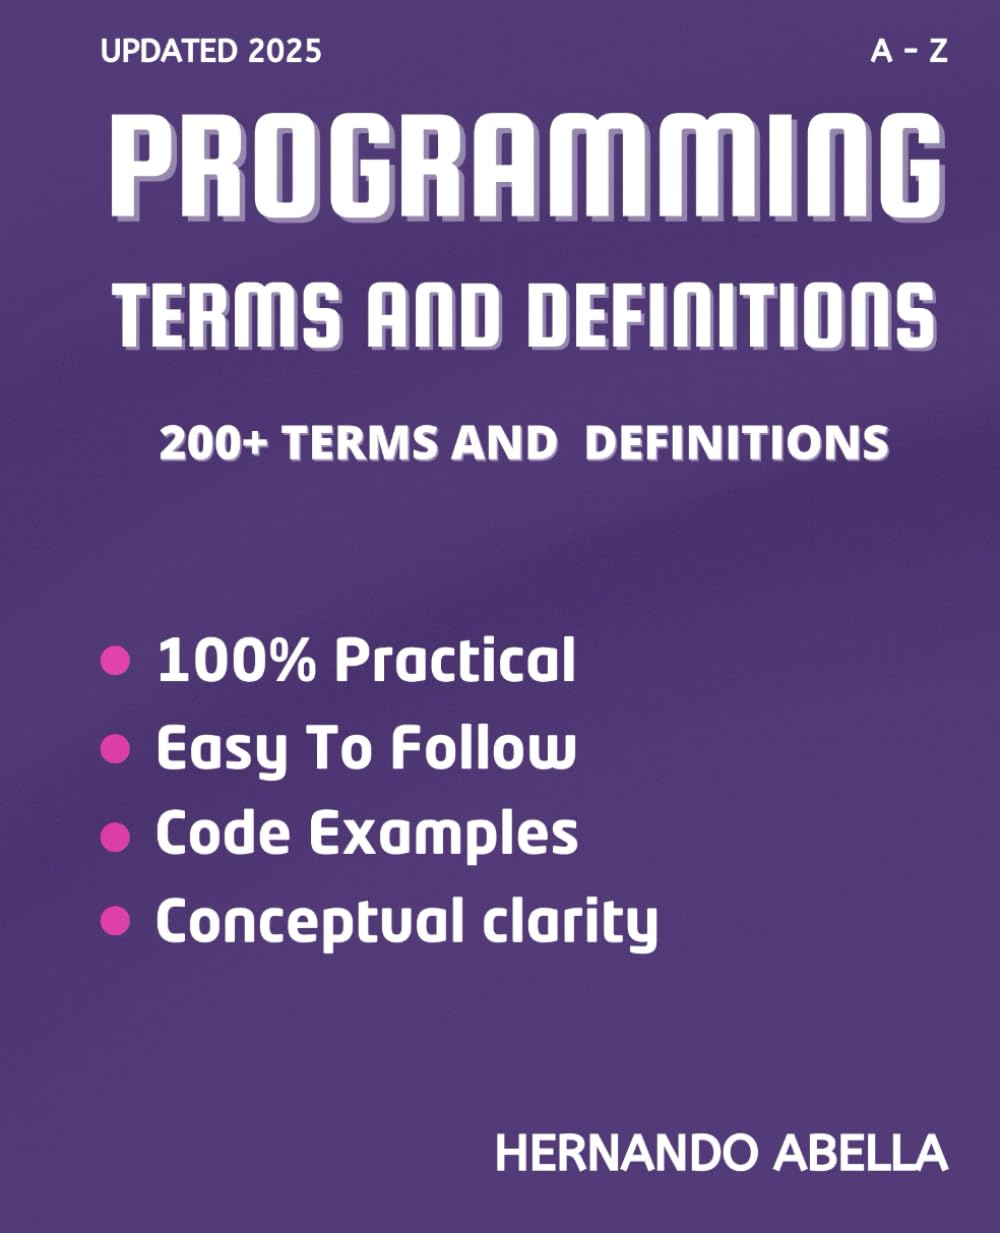 UPDATED 2025
A - Z
PROGRAMMING
TERMS AND DEFINITIONS
200+ TERMS AND DEFINITIONS
100% Practical
Easy To Follow
Code Examples
Conceptual clarity
HERNANDO ABELLA